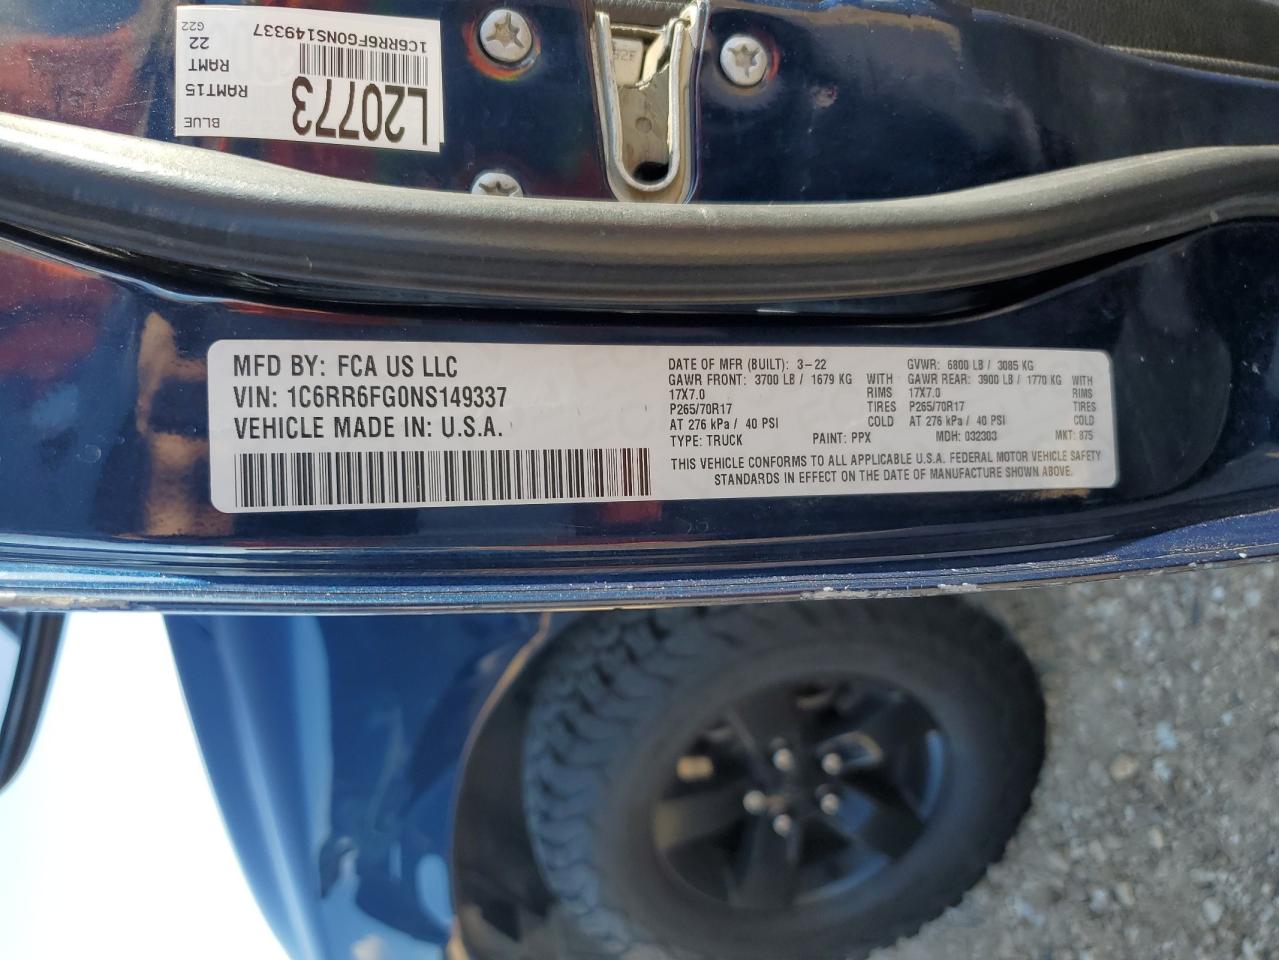 L20773
1C6RR6FG0NS149337
BLUE
RAMT15
RAMT
22
G22
MFD BY: FCA US LLC
VIN: 1C6RR6FG0NS149337
VEHICLE MADE IN: U.S.A.
DATE OF MFR (BUILT): 3-22 GVWR: 6800 LB / 3085 KG
GAWR FRONT: 3700 LB / 1679 KG WITH GAWR REAR: 3900 LB / 1770 KG WITH
17X7.0 RIMS 17X7.0 RIMS
P265/70R17 TIRES P265/70R17 TIRES
AT 276 kPa / 40 PSI COLD AT 276 kPa / 40 PSI COLD
TYPE: TRUCK PAINT: PPX MDH: 032303 MKT: 875
THIS VEHICLE CONFORMS TO ALL APPLICABLE U.S.A. FEDERAL MOTOR VEHICLE SAFETY
STANDARDS IN EFFECT ON THE DATE OF MANUFACTURE SHOWN ABOVE.